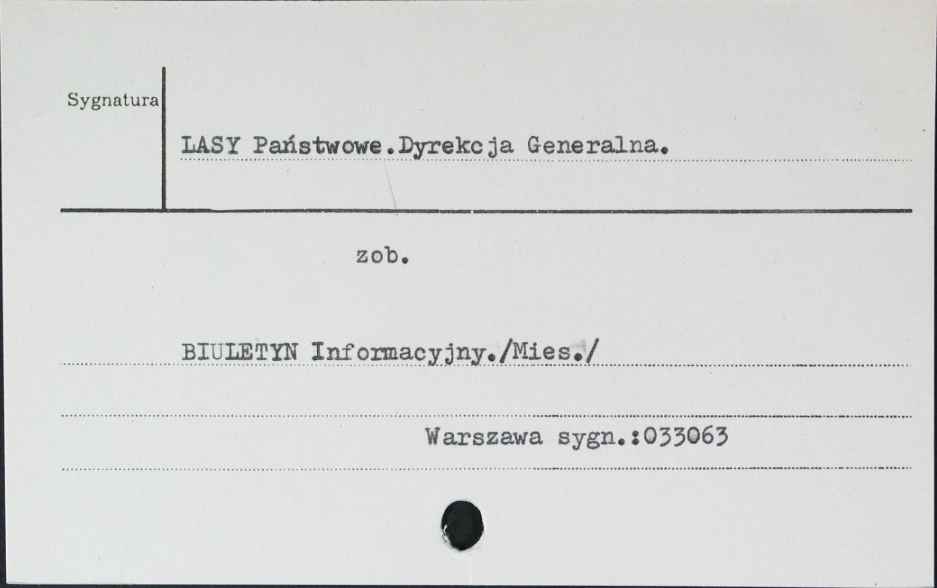 Sygnatura
LASY Państwowe.Dyrekcja Generalna.
zob.
BIULETYN Informacyjny./Mies./
Warszawa sygn.:033063